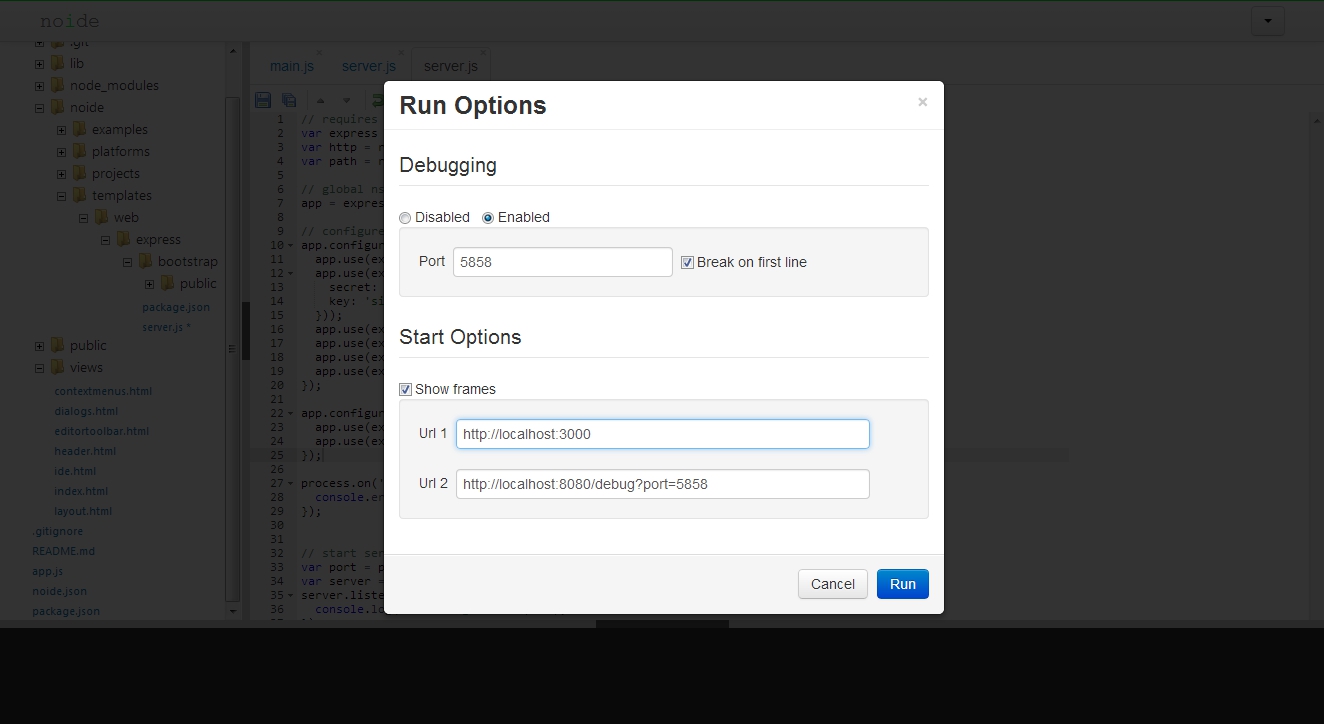 noide
.git
lib
node_modules
noide
examples
platforms
projects
templates
web
express
bootstrap
public
package.json
server.js *
public
views
contextmenus.html
dialogs.html
editortoolbar.html
header.html
ide.html
index.html
layout.html
.gitignore
README.md
app.js
noide.json
package.json
main.js × server.js × server.js ×
1 // requires
2 var express
3 var http = r
4 var path = r
5
6 // global ns
7 app = expres
8
9 // configure
10 app.configur
11 app.use(ex
12 app.use(ex
13 secret:
14 key: 'si
15 }));
16 app.use(ex
17 app.use(ex
18 app.use(ex
19 app.use(ex
20 });
21
22 app.configur
23 app.use(ex
24 app.use(ex
25 });
26
27 process.on('
28 console.er
29 });
30
31
32 // start ser
33 var port = p
34 var server =
35 server.liste
36 console.lo
Run Options ×
Debugging
Disabled Enabled
Port 5858 Break on first line
Start Options
Show frames
Url 1 http://localhost:3000
Url 2 http://localhost:8080/debug?port=5858
Cancel Run